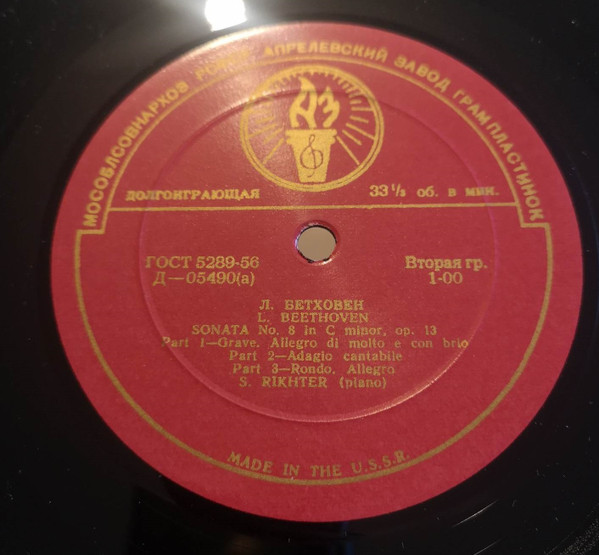 МОСОБЛСОВНАРХОЗ РСФСР АПРЕЛЕВСКИЙ ЗАВОД ГРАМПЛАСТИНОК
ДОЛГОИГРАЮЩАЯ 33 1/3 об. в мин.
ГОСТ 5289-56 Вторая гр.
Д—05490(а) 1-00
Л. БЕТХОВЕН
L. BEETHOVEN
SONATA No. 8 in C minor, op. 13
Part 1—Grave. Allegro di molto e con brio
Part 2—Adagio cantabile
Part 3—Rondo. Allegro
S. RIKHTER (piano)
MADE IN THE U.S.S.R.